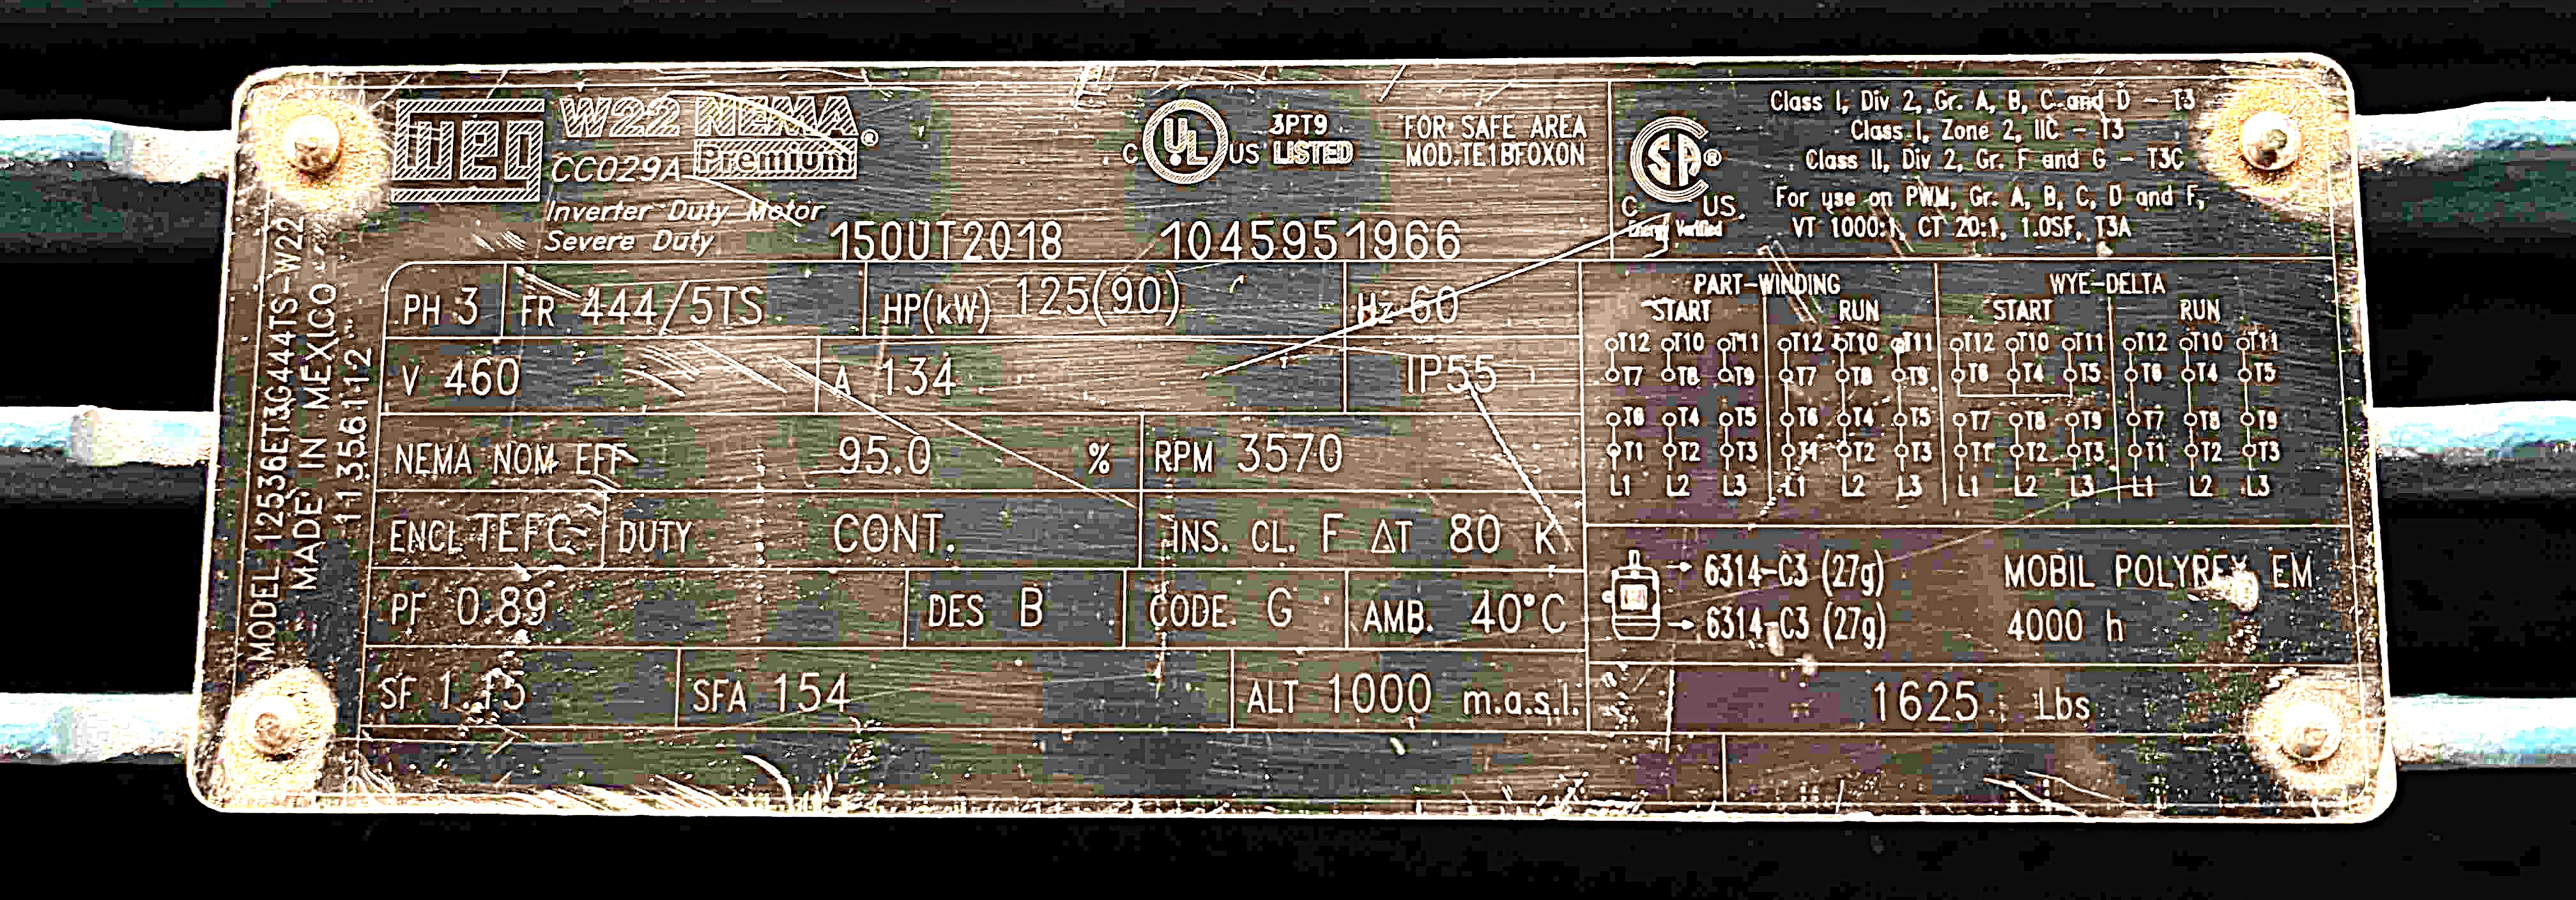 WEG W22 NEMA Premium®
CC029A
Inverter Duty Motor
Severe Duty
C UL US 3PT9 LISTED
FOR SAFE AREA
MOD.TE1BFOXON
15OUT2018 1045951966
PH 3 FR 444/5TS HP(kW) 125(90) Hz 60
V 460 A 134 IP55
NEMA NOM EFF 95.0 % RPM 3570
ENCL TEFC DUTY CONT. INS. CL. F ΔT 80 K
PF 0.89 DES B CODE G AMB. 40°C
SF 1.15 SFA 154 ALT 1000 m.a.s.l.
MODEL 12536ET3G444TS-W22
MADE IN MEXICO
113561112
C SA® US
Energy Verified
Class I, Div 2, Gr. A, B, C and D - T3
Class I, Zone 2, IIC - T3
Class II, Div 2, Gr. F and G - T3C
For use on PWM, Gr. A, B, C, D and F,
VT 1000:1, CT 20:1, 1.0SF, T3A
PART-WINDING WYE-DELTA
START RUN START RUN
T12 T10 T11 T12 T10 T11 T12 T10 T11 T12 T10 T11
T7 T8 T9 T7 T8 T9 T6 T4 T5 T6 T4 T5
T6 T4 T5 T6 T4 T5 T7 T8 T9 T7 T8 T9
T1 T2 T3 T1 T2 T3 T1 T2 T3 T1 T2 T3
L1 L2 L3 L1 L2 L3 L1 L2 L3 L1 L2 L3
→ 6314-C3 (27g) MOBIL POLYREX EM
→ 6314-C3 (27g) 4000 h
1625 Lbs